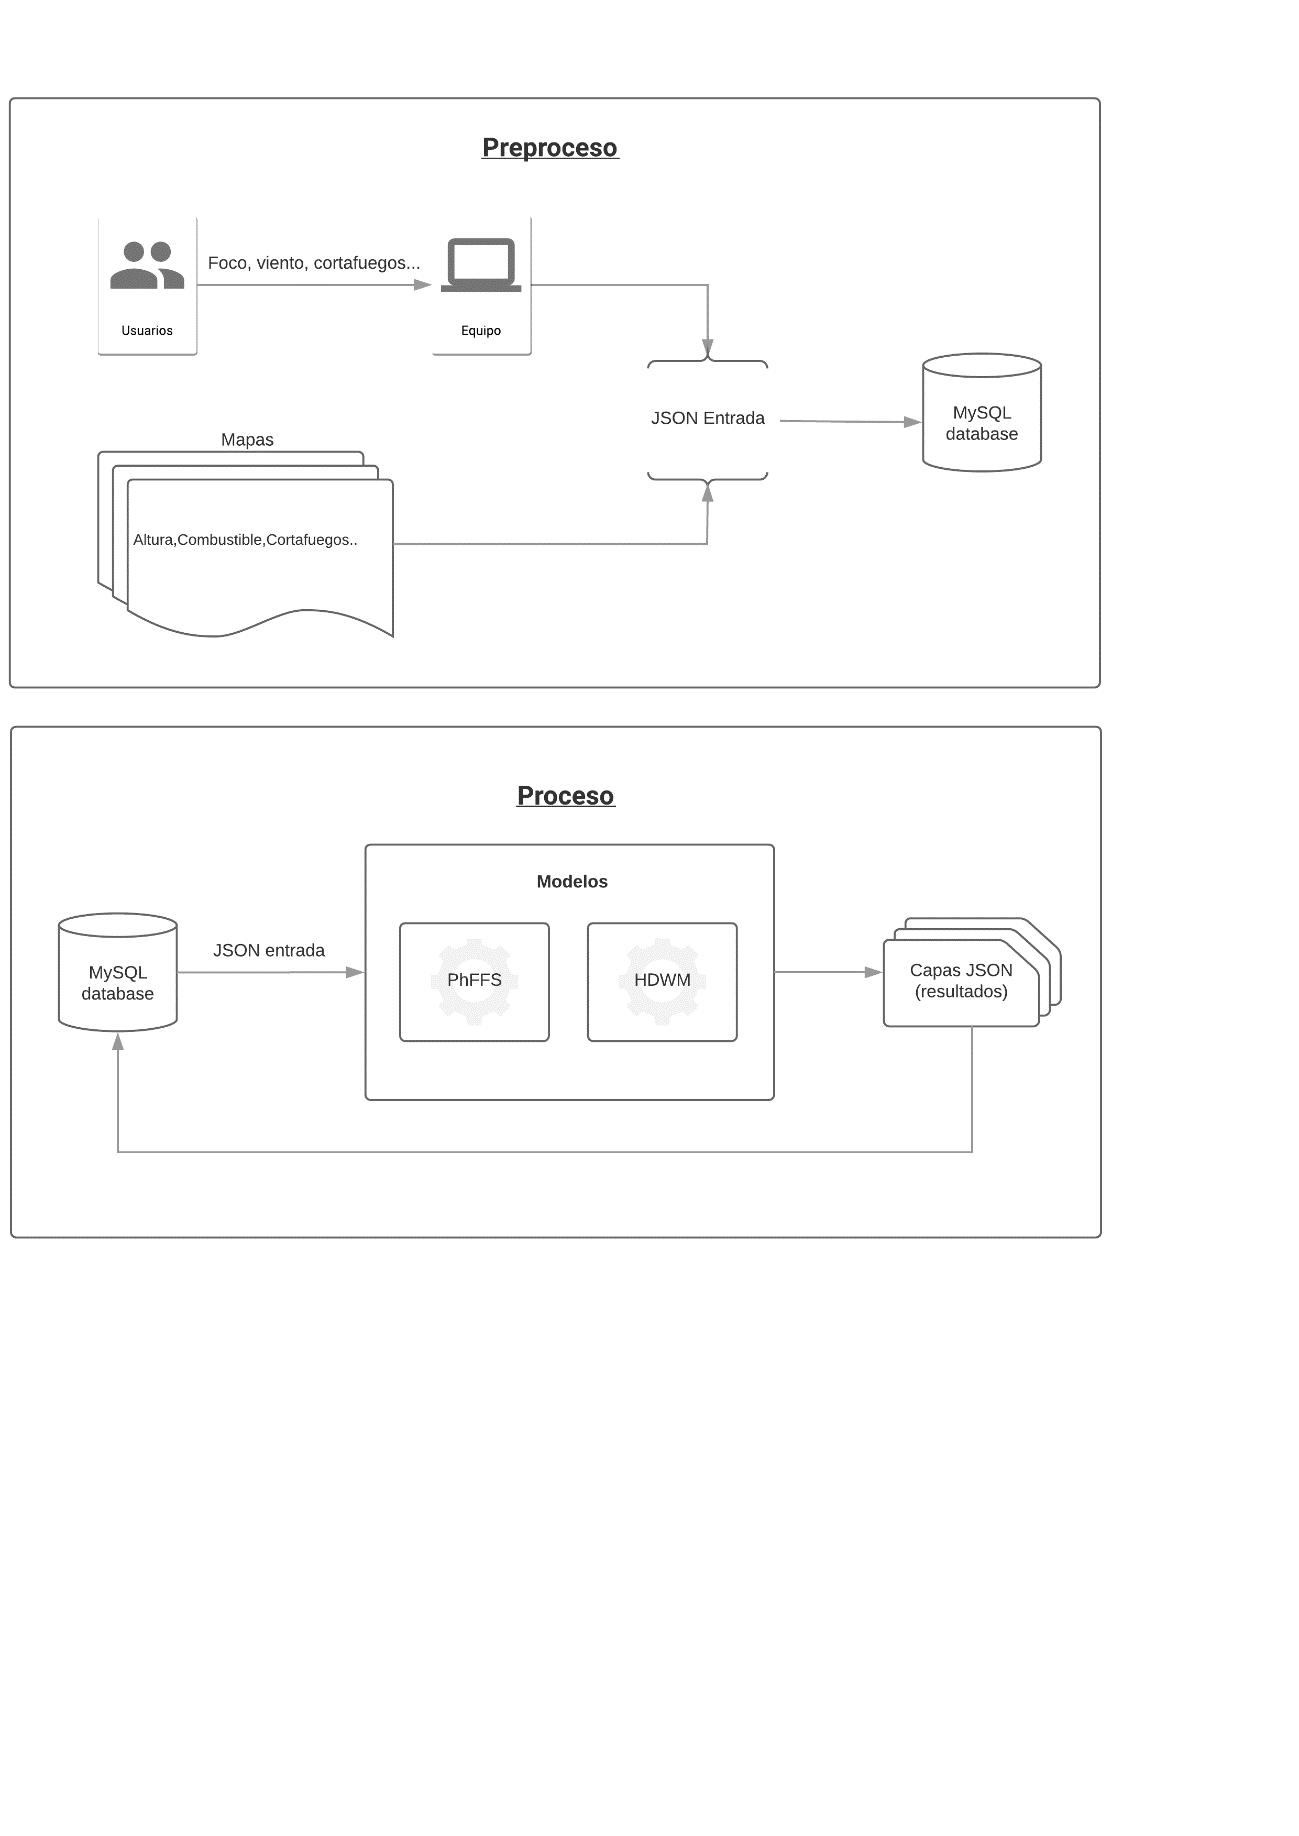 Preproceso
Foco, viento, cortafuegos...
Usuarios
Equipo
JSON Entrada
MySQL
database
Mapas
Altura,Combustible,Cortafuegos..
Proceso
Modelos
MySQL
database
JSON entrada
PhFFS
HDWM
Capas JSON
(resultados)